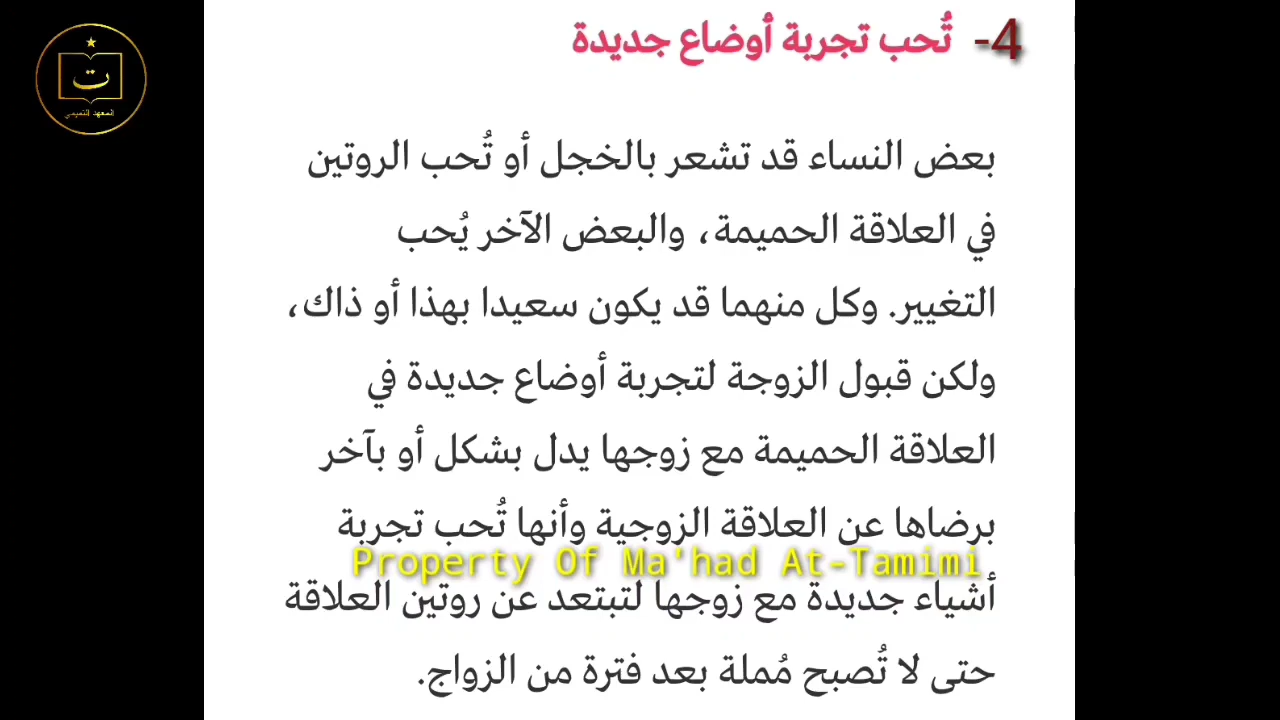 ت
المعهد التميمي
4- تُحب تجربة أوضاع جديدة
بعض النساء قد تشعر بالخجل أو تُحب الروتين
في العلاقة الحميمة، والبعض الآخر يُحب
التغيير. وكل منهما قد يكون سعيدا بهذا أو ذاك،
ولكن قبول الزوجة لتجربة أوضاع جديدة في
العلاقة الحميمة مع زوجها يدل بشكل أو بآخر
برضاها عن العلاقة الزوجية وأنها تُحب تجربة
Property Of Ma'had At-Tamimi
أشياء جديدة مع زوجها لتبتعد عن روتين العلاقة
حتى لا تُصبح مُملة بعد فترة من الزواج.